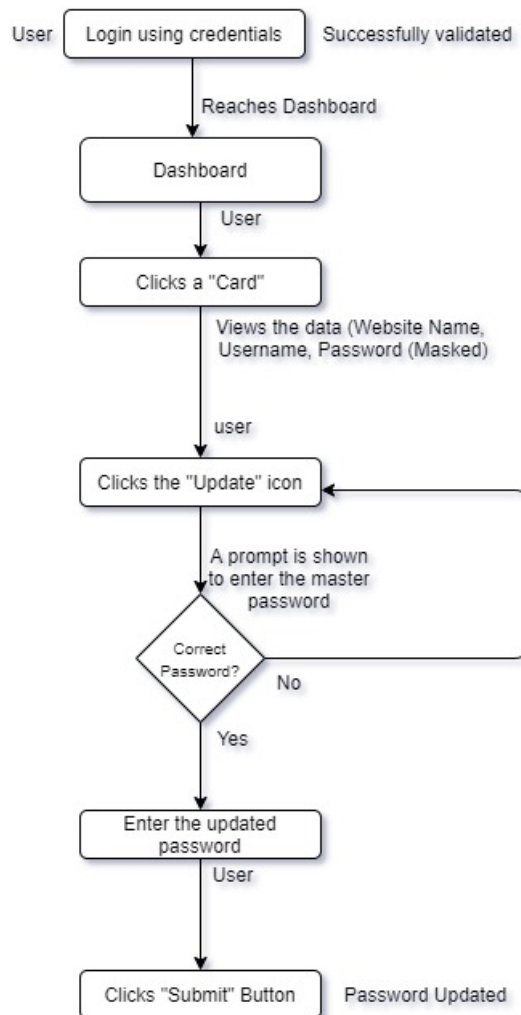 User
Login using credentials
Successfully validated
Reaches Dashboard
Dashboard
User
Clicks a "Card"
Views the data (Website Name,
Username, Password (Masked)
user
Clicks the "Update" icon
A prompt is shown
to enter the master
password
Correct
Password?
No
Yes
Enter the updated
password
User
Clicks "Submit" Button
Password Updated